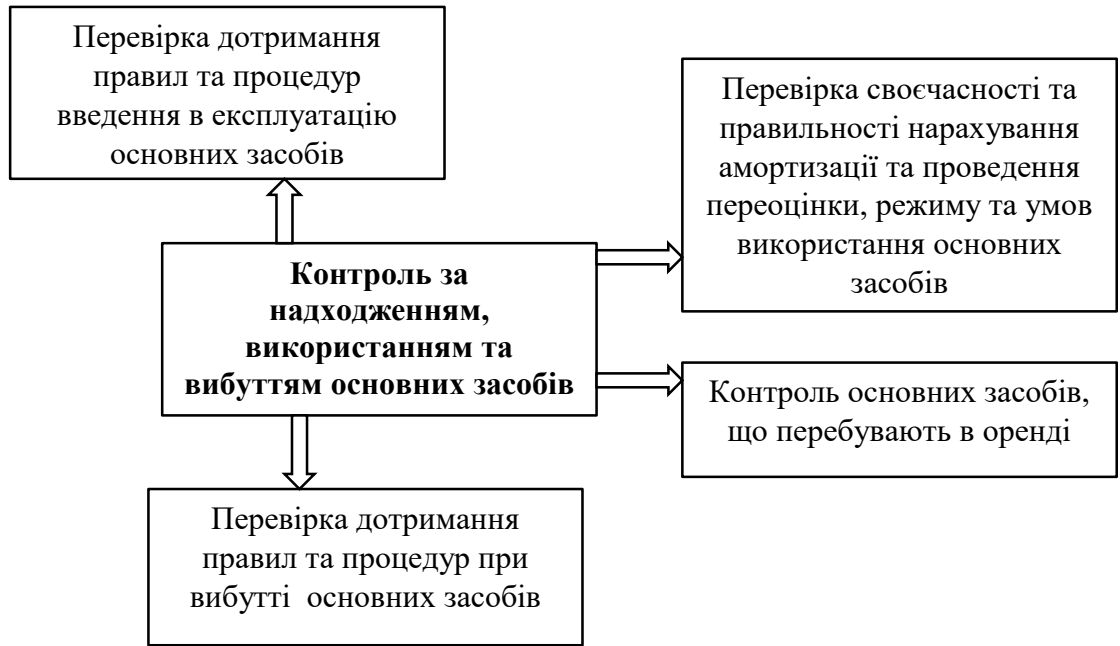 Перевірка дотримання
правил та процедур
введення в експлуатацію
основних засобів
Перевірка своєчасності та
правильності нарахування
амортизації та проведення
переоцінки, режиму та умов
використання основних
засобів
Контроль за
надходженням,
використанням та
вибуттям основних засобів
Контроль основних засобів,
що перебувають в оренді
Перевірка дотримання
правил та процедур при
вибутті основних засобів